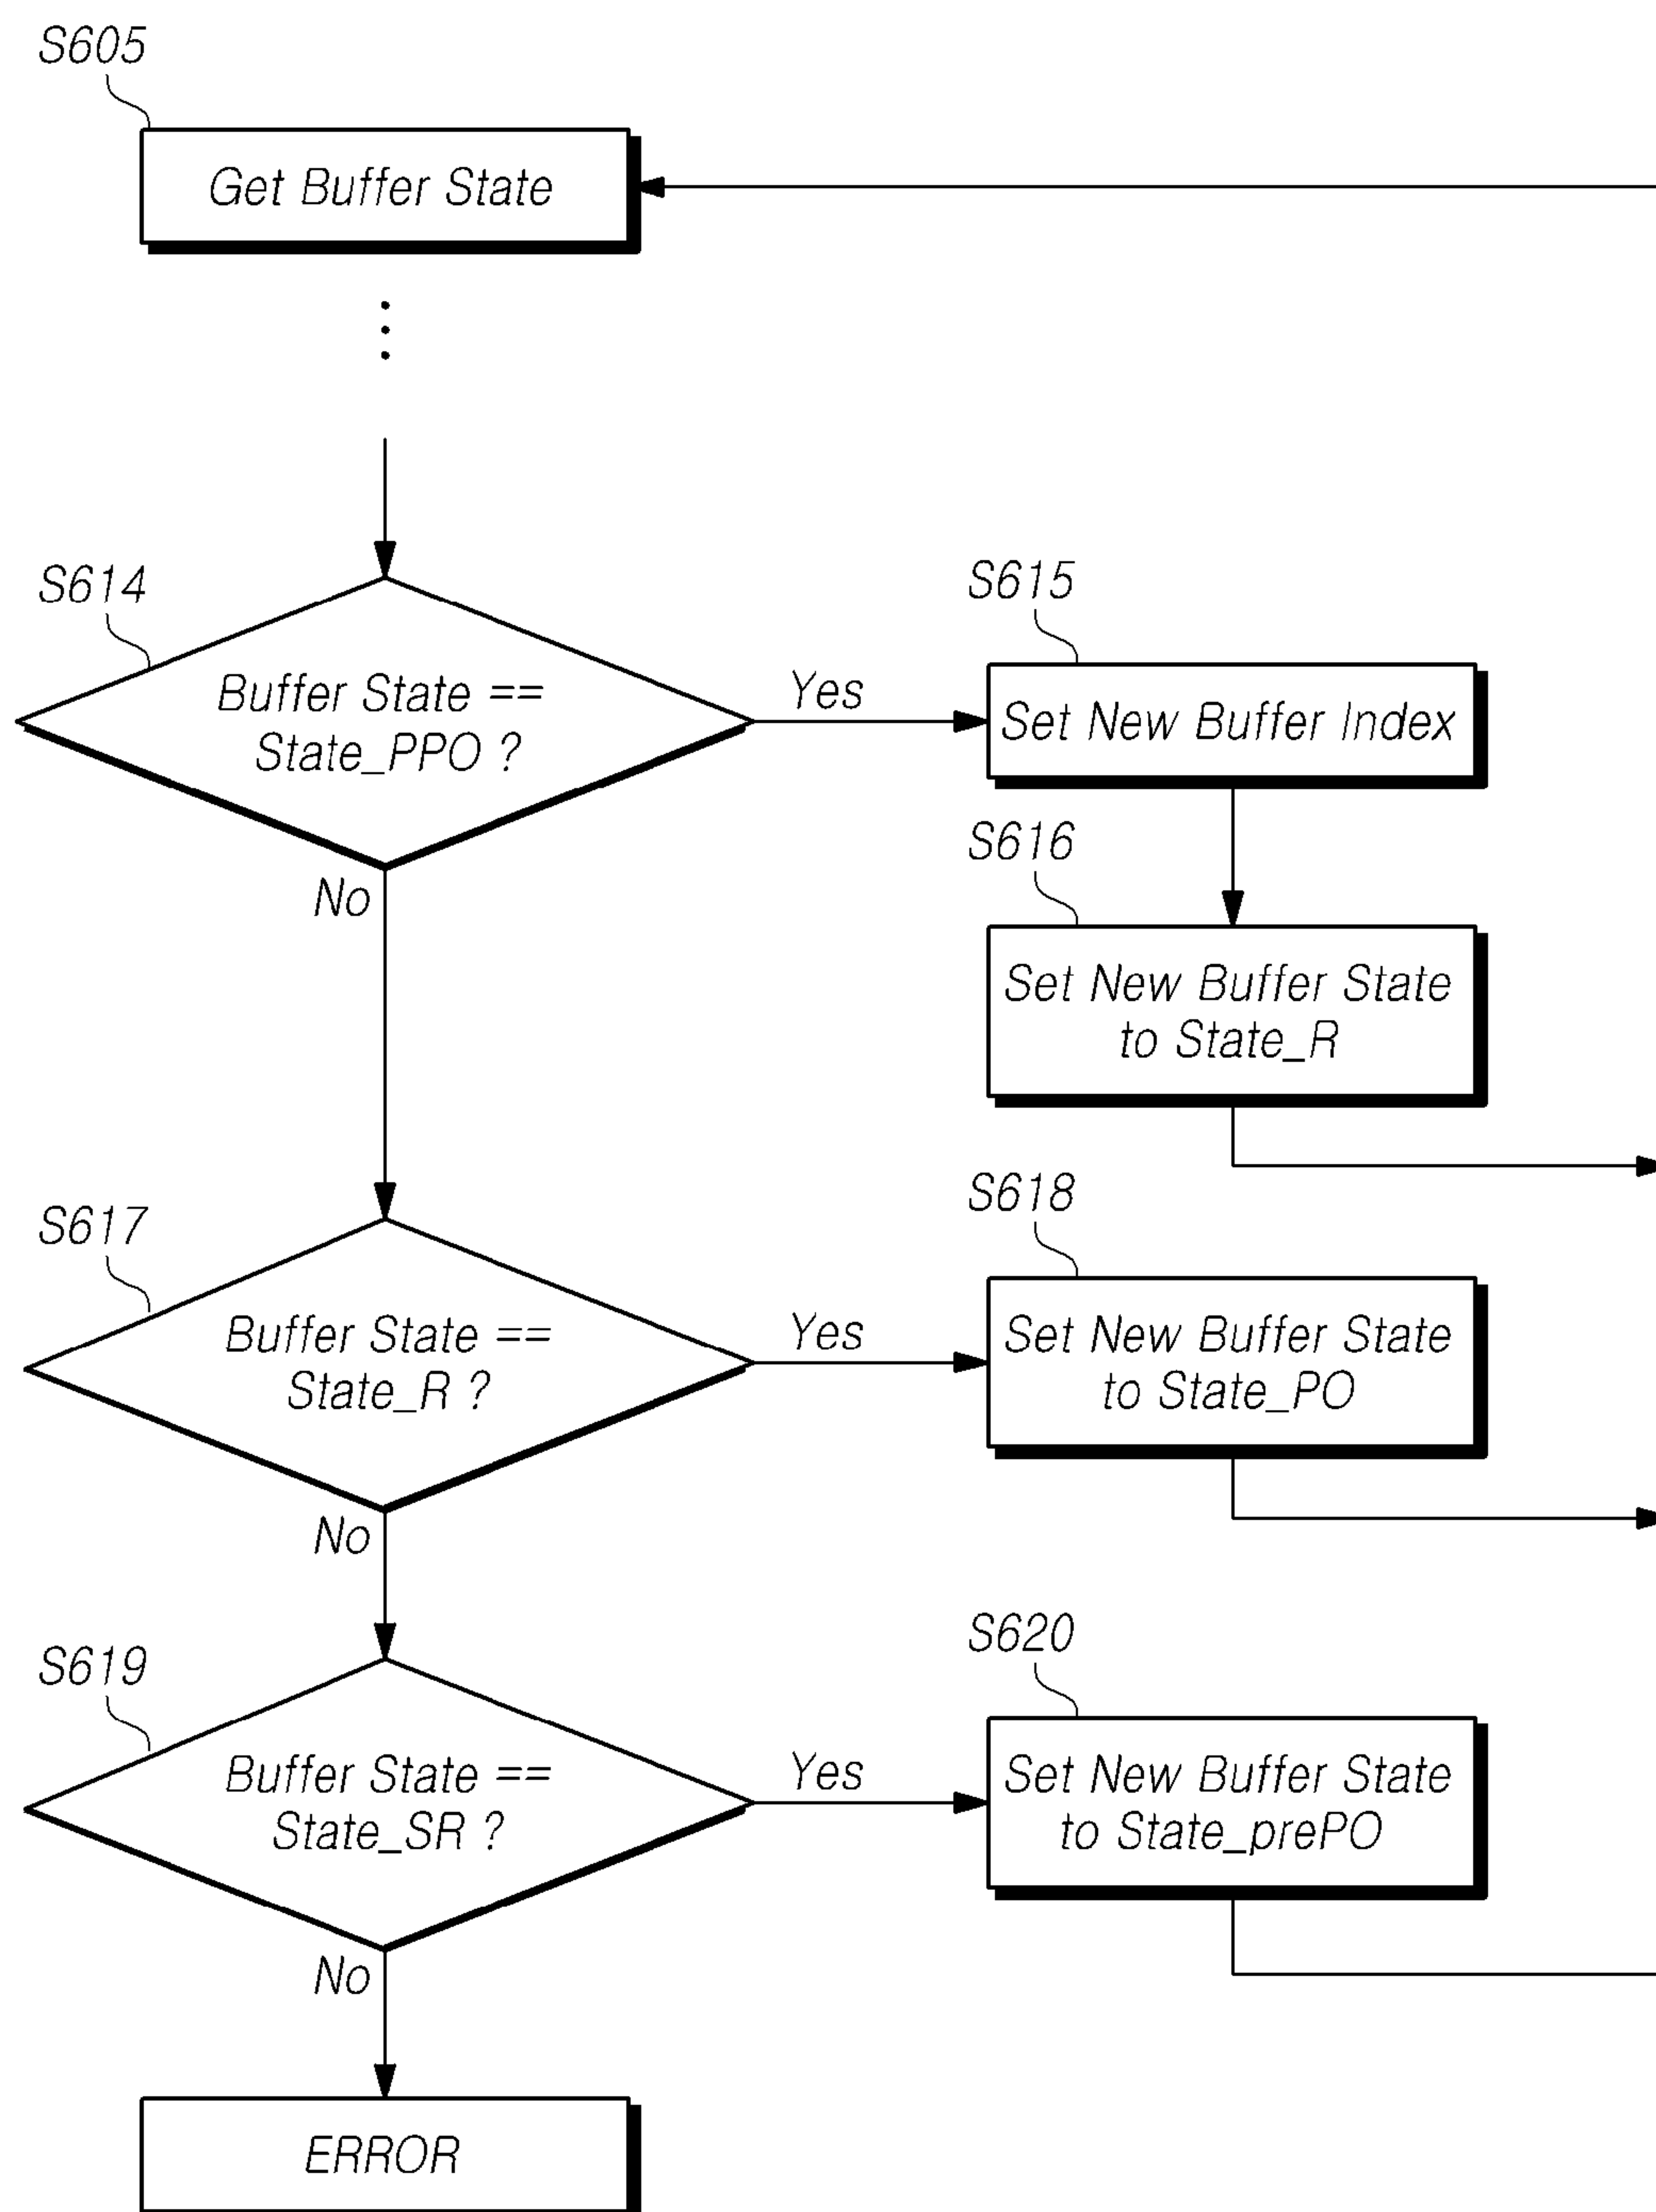 S605
Get Buffer State
S614
Buffer State ==
State_PPO ?
Yes
S615
Set New Buffer Index
No
S616
Set New Buffer State
to State_R
S617
Buffer State ==
State_R ?
Yes
S618
Set New Buffer State
to State_PO
No
S619
Buffer State ==
State_SR ?
Yes
S620
Set New Buffer State
to State_prePO
No
ERROR